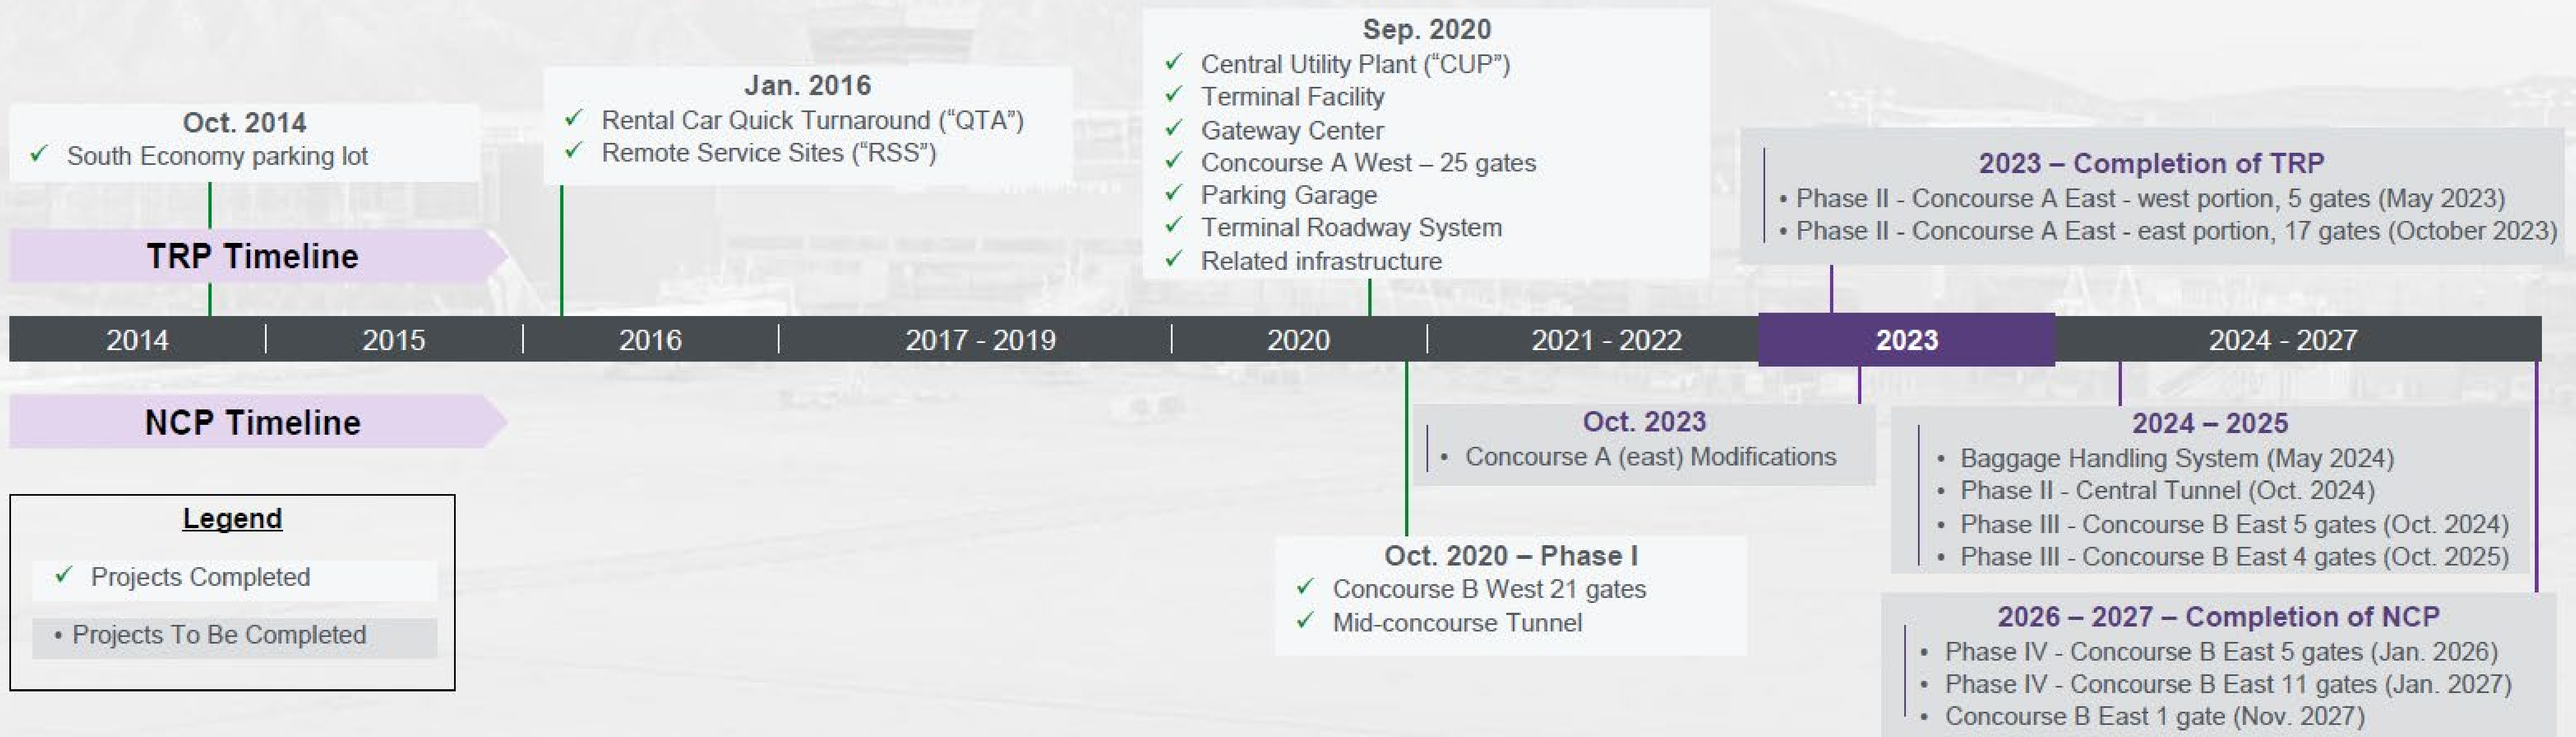 Oct. 2014
✓ South Economy parking lot
Jan. 2016
✓ Rental Car Quick Turnaround (“QTA”)
✓ Remote Service Sites (“RSS”)
Sep. 2020
✓ Central Utility Plant (“CUP”)
✓ Terminal Facility
✓ Gateway Center
✓ Concourse A West – 25 gates
✓ Parking Garage
✓ Terminal Roadway System
✓ Related infrastructure
2023 – Completion of TRP
• Phase II - Concourse A East - west portion, 5 gates (May 2023)
• Phase II - Concourse A East - east portion, 17 gates (October 2023)
TRP Timeline
2014
2015
2016
2017 - 2019
2020
2021 - 2022
2023
2024 - 2027
NCP Timeline
Oct. 2023
• Concourse A (east) Modifications
2024 – 2025
• Baggage Handling System (May 2024)
• Phase II - Central Tunnel (Oct. 2024)
• Phase III - Concourse B East 5 gates (Oct. 2024)
• Phase III - Concourse B East 4 gates (Oct. 2025)
Oct. 2020 – Phase I
✓ Concourse B West 21 gates
✓ Mid-concourse Tunnel
2026 – 2027 – Completion of NCP
• Phase IV - Concourse B East 5 gates (Jan. 2026)
• Phase IV - Concourse B East 11 gates (Jan. 2027)
• Concourse B East 1 gate (Nov. 2027)
Legend
✓ Projects Completed
• Projects To Be Completed